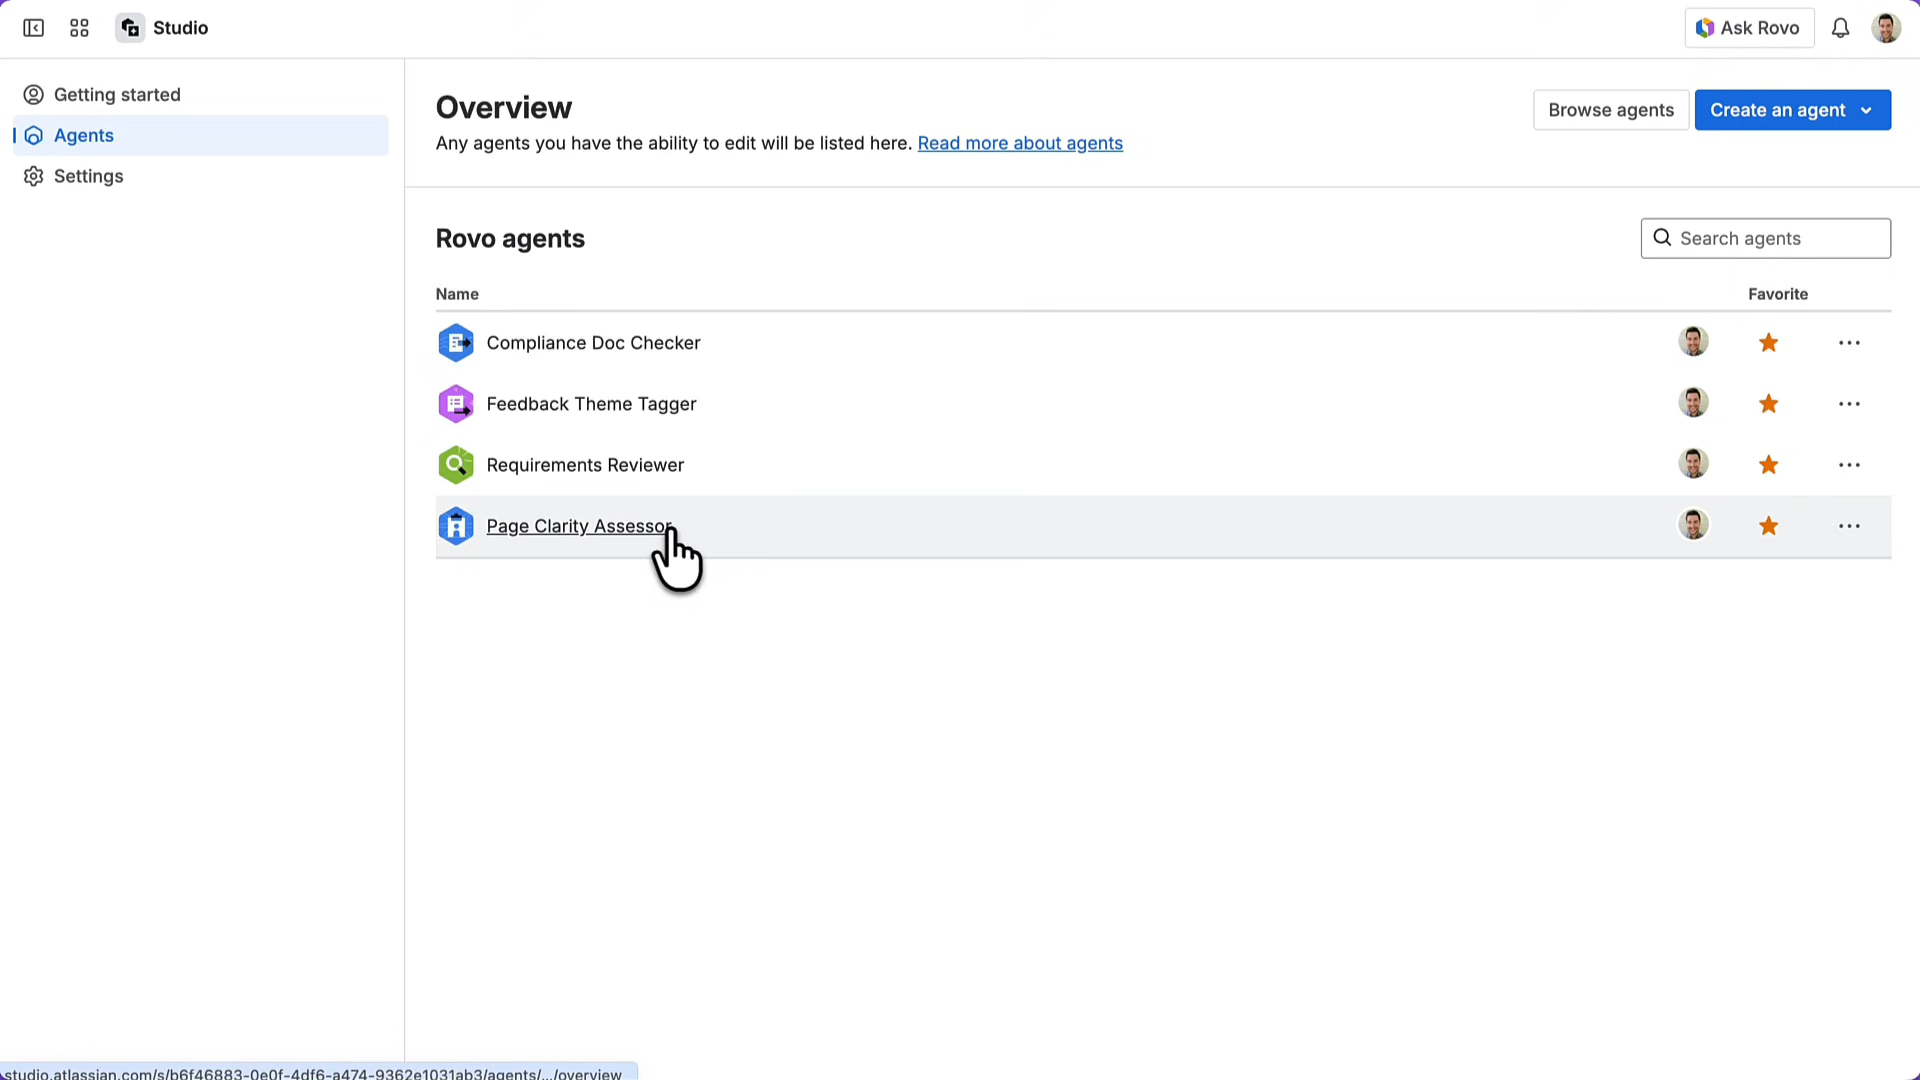 Studio
Ask Rovo
Getting started
Agents
Settings
Overview
Any agents you have the ability to edit will be listed here. Read more about agents
Browse agents
Create an agent
Rovo agents
Search agents
Name
Favorite
Compliance Doc Checker
Feedback Theme Tagger
Requirements Reviewer
Page Clarity Assessor
studio.atlassian.com/s/b6f46883-0e0f-4df6-a474-9362e1031ab3/agents/.../overview